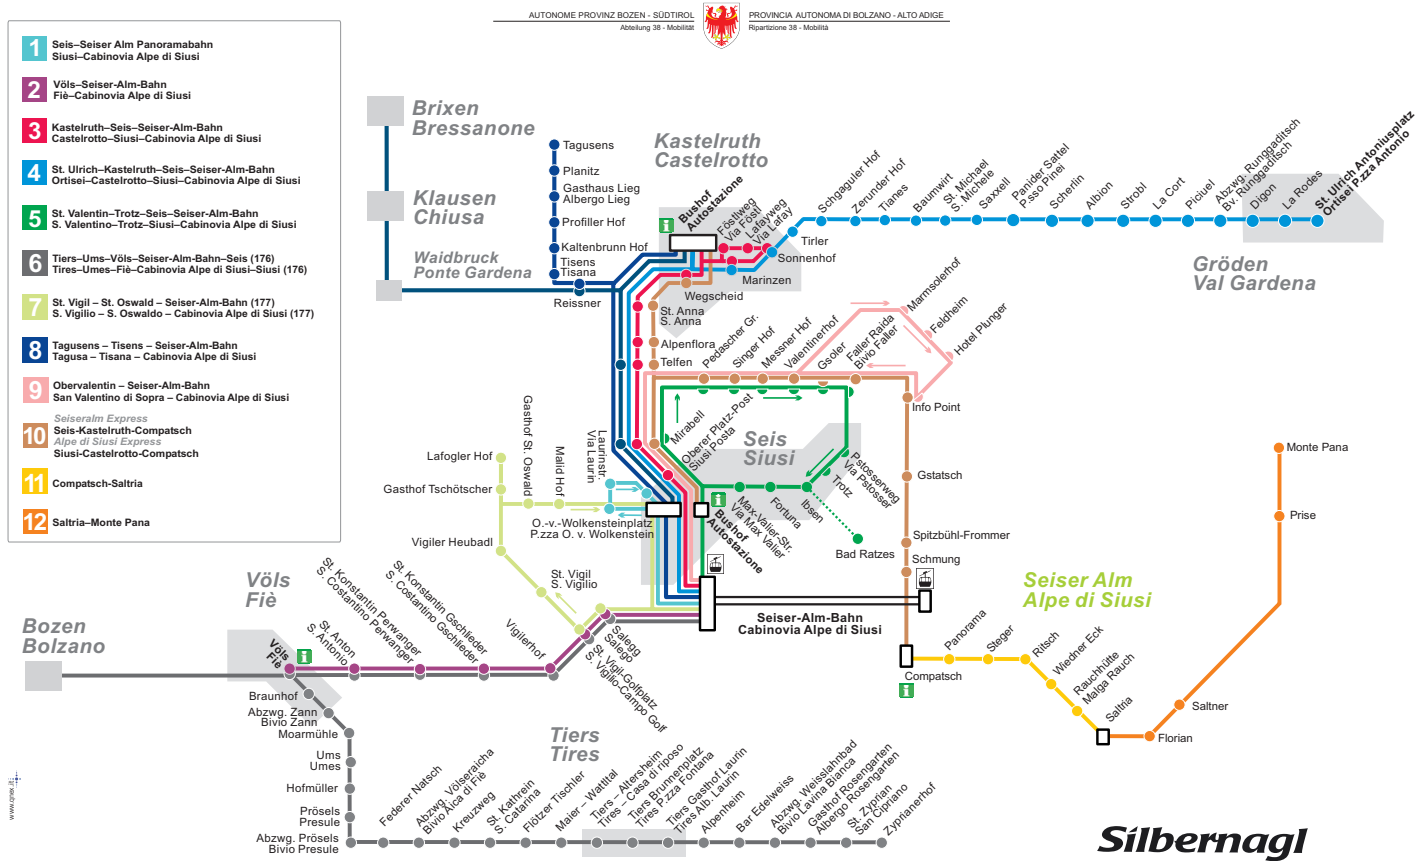 AUTONOME PROVINZ BOZEN - SÜDTIROL
Abteilung 38 - Mobilität
PROVINCIA AUTONOMA DI BOLZANO - ALTO ADIGE
Ripartizione 38 - Mobilità
1 Seis–Seiser Alm Panoramabahn
Siusi–Cabinovia Alpe di Siusi
2 Völs–Seiser-Alm-Bahn
Fiè–Cabinovia Alpe di Siusi
3 Kastelruth–Seis–Seiser-Alm-Bahn
Castelrotto–Siusi–Cabinovia Alpe di Siusi
4 St. Ulrich–Kastelruth–Seis–Seiser-Alm-Bahn
Ortisei–Castelrotto–Siusi–Cabinovia Alpe di Siusi
5 St. Valentin–Trotz–Seis–Seiser-Alm-Bahn
S. Valentino–Trotz–Siusi–Cabinovia Alpe di Siusi
6 Tiers–Ums–Völs–Seiser-Alm-Bahn–Seis (176)
Tires–Umes–Fiè–Cabinovia Alpe di Siusi–Siusi (176)
7 St. Vigil – St. Oswald – Seiser-Alm-Bahn (177)
S. Vigilio – S. Oswaldo – Cabinovia Alpe di Siusi (177)
8 Tagusens – Tisens – Seiser-Alm-Bahn
Tagusa – Tisana – Cabinovia Alpe di Siusi
9 Obervalentin – Seiser-Alm-Bahn
San Valentino di Sopra – Cabinovia Alpe di Siusi
Seiseralm Express
10 Seis-Kastelruth-Compatsch
Alpe di Siusi Express
Siusi-Castelrotto-Compatsch
11 Compatsch-Saltria
12 Saltria–Monte Pana
Brixen
Bressanone
Klausen
Chiusa
Waidbruck
Ponte Gardena
Tagusens
Planitz
Gasthaus Lieg
Albergo Lieg
Profiller Hof
Kaltenbrunn Hof
Tisens
Tisana
Reissner
Kastelruth
Castelrotto
Bushof
Autostazione
Föstlweg
Via Föstl
Lafayweg
Via Lafay
Marinzen
Sonnenhof
Tirler
Schgaguler Hof
Zerunder Hof
Tianes
Baumwirt
St. Michael
S. Michele
Saxxell
Panider Sattel
P.sso Pinei
Scherlin
Albion
Strobl
La Cort
Piciuel
Abzw. Runggaditsch
Bv. Runggaditsch
Digon
La Rodes
St. Ulrich Antoniusplatz
Ortisei P.zza Antonio
Gröden
Val Gardena
Wegscheid
St. Anna
S. Anna
Alpenflora
Telfen
Pedascher Gr.
Singer Hof
Messner Hof
Valentinerhof
Gsoler
Faller Raida
Bivio Faller
Marmsolerhof
Feldheim
Hotel Plunger
Info Point
Gstatsch
Spitzbühl-Frommer
Schmung
Mirabell
Oberer Platz-Post
Siusi Posta
Seis
Siusi
Pstosserweg
Via Pstosser
Trotz
Ibsen
Fortuna
Max-Valier-Str.
Via Max Valier
Bushof
Autostazione
Bad Ratzes
Laurinstr.
Via Laurin
O.-v.-Wolkensteinplatz
P.zza O. v. Wolkenstein
Lafogler Hof
Gasthof Tschötscher
Gasthof St. Oswald
Malid Hof
Vigiler Heubadl
St. Vigil
S. Vigilio
Seiser-Alm-Bahn
Cabinovia Alpe di Siusi
Seiser Alm
Alpe di Siusi
Compatsch
Panorama
Steger
Ritsch
Wiedner Eck
Rauchhütte
Malga Rauch
Saltria
Florian
Saltner
Prise
Monte Pana
Bozen
Bolzano
Völs
Fiè
Völs
Fiè
St. Anton
S. Antonio
St. Konstantin Perwanger
S. Costantino Perwanger
St. Konstantin Gschlieder
S. Costantino Gschlieder
Vigilerhof
Salegg
Salego
St. Vigil-Golfplatz
S. Vigilio-Campo Golf
Braunhof
Abzwg. Zann
Bivio Zann
Moarmühle
Ums
Umes
Hofmüller
Prösels
Presule
Abzwg. Prösels
Bivio Presule
Tiers
Tires
Federer Natsch
Abzwg. Völseraicha
Bivio Aica di Fiè
Kreuzweg
St. Kathrein
S. Catarina
Flötzer Tischler
Maier – Wattltal
Tiers – Altersheim
Tires – Casa di riposo
Tiers Brunnenplatz
Tires P.zza Fontana
Tiers Gasthof Laurin
Tires Alb. Laurin
Alpenheim
Bar Edelweiss
Abzwg. Weisslahnbad
Bivio Lavina Bianca
Gasthof Rosengarten
Albergo Rosengarten
St. Zyprian
San Cipriano
Zyprianerhof
www.qnex.it
Silbernagl